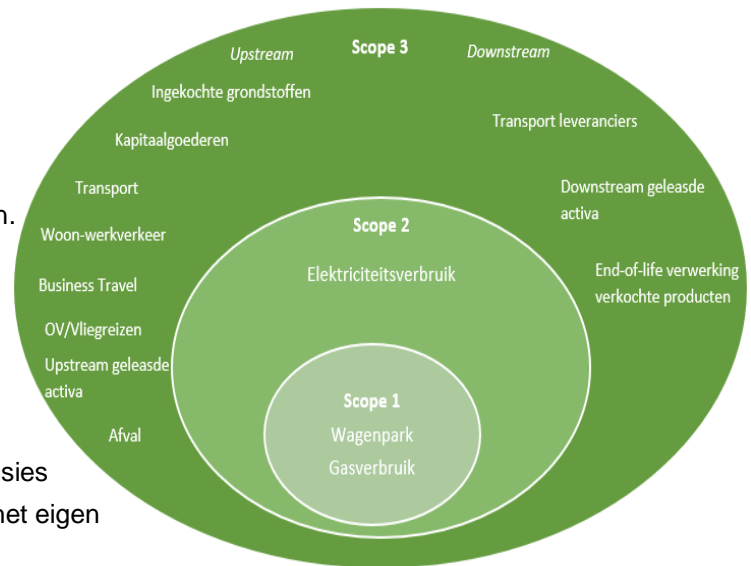 Scope 3
Upstream
Downstream
Ingekochte grondstoffen
Kapitaalgoederen
Transport
Woon-werkverkeer
Business Travel
OV/Vliegreizen
Upstream geleasde
activa
Afval
Transport leveranciers
Downstream geleasde
activa
End-of-life verwerking
verkochte producten
Scope 2
Elektriciteitsverbruik
Scope 1
Wagenpark
Gasverbruik
n.
sies
net eigen